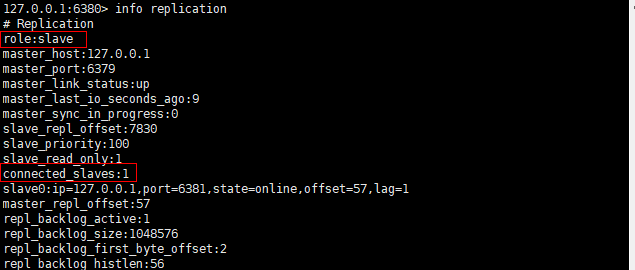 127.0.0.1:6380> info replication
# Replication
role:slave
master_host:127.0.0.1
master_port:6379
master_link_status:up
master_last_io_seconds_ago:9
master_sync_in_progress:0
slave_repl_offset:7830
slave_priority:100
slave_read_only:1
connected_slaves:1
slave0:ip=127.0.0.1,port=6381,state=online,offset=57,lag=1
master_repl_offset:57
repl_backlog_active:1
repl_backlog_size:1048576
repl_backlog_first_byte_offset:2
repl_backlog_histlen:56